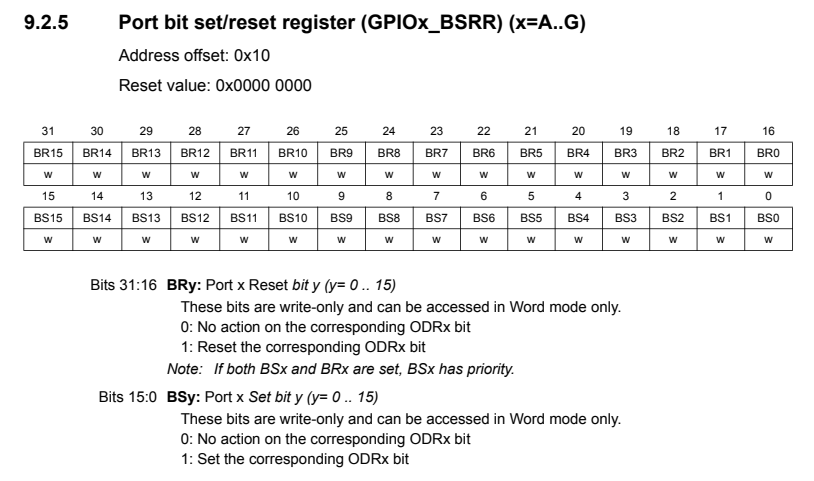 9.2.5 Port bit set/reset register (GPIOx_BSRR) (x=A..G)
Address offset: 0x10
Reset value: 0x0000 0000
31 30 29 28 27 26 25 24 23 22 21 20 19 18 17 16
BR15 BR14 BR13 BR12 BR11 BR10 BR9 BR8 BR7 BR6 BR5 BR4 BR3 BR2 BR1 BR0
w w w w w w w w w w w w w w w w
15 14 13 12 11 10 9 8 7 6 5 4 3 2 1 0
BS15 BS14 BS13 BS12 BS11 BS10 BS9 BS8 BS7 BS6 BS5 BS4 BS3 BS2 BS1 BS0
w w w w w w w w w w w w w w w w
Bits 31:16 BRy: Port x Reset bit y (y= 0 .. 15)
These bits are write-only and can be accessed in Word mode only.
0: No action on the corresponding ODRx bit
1: Reset the corresponding ODRx bit
Note: If both BSx and BRx are set, BSx has priority.
Bits 15:0 BSy: Port x Set bit y (y= 0 .. 15)
These bits are write-only and can be accessed in Word mode only.
0: No action on the corresponding ODRx bit
1: Set the corresponding ODRx bit